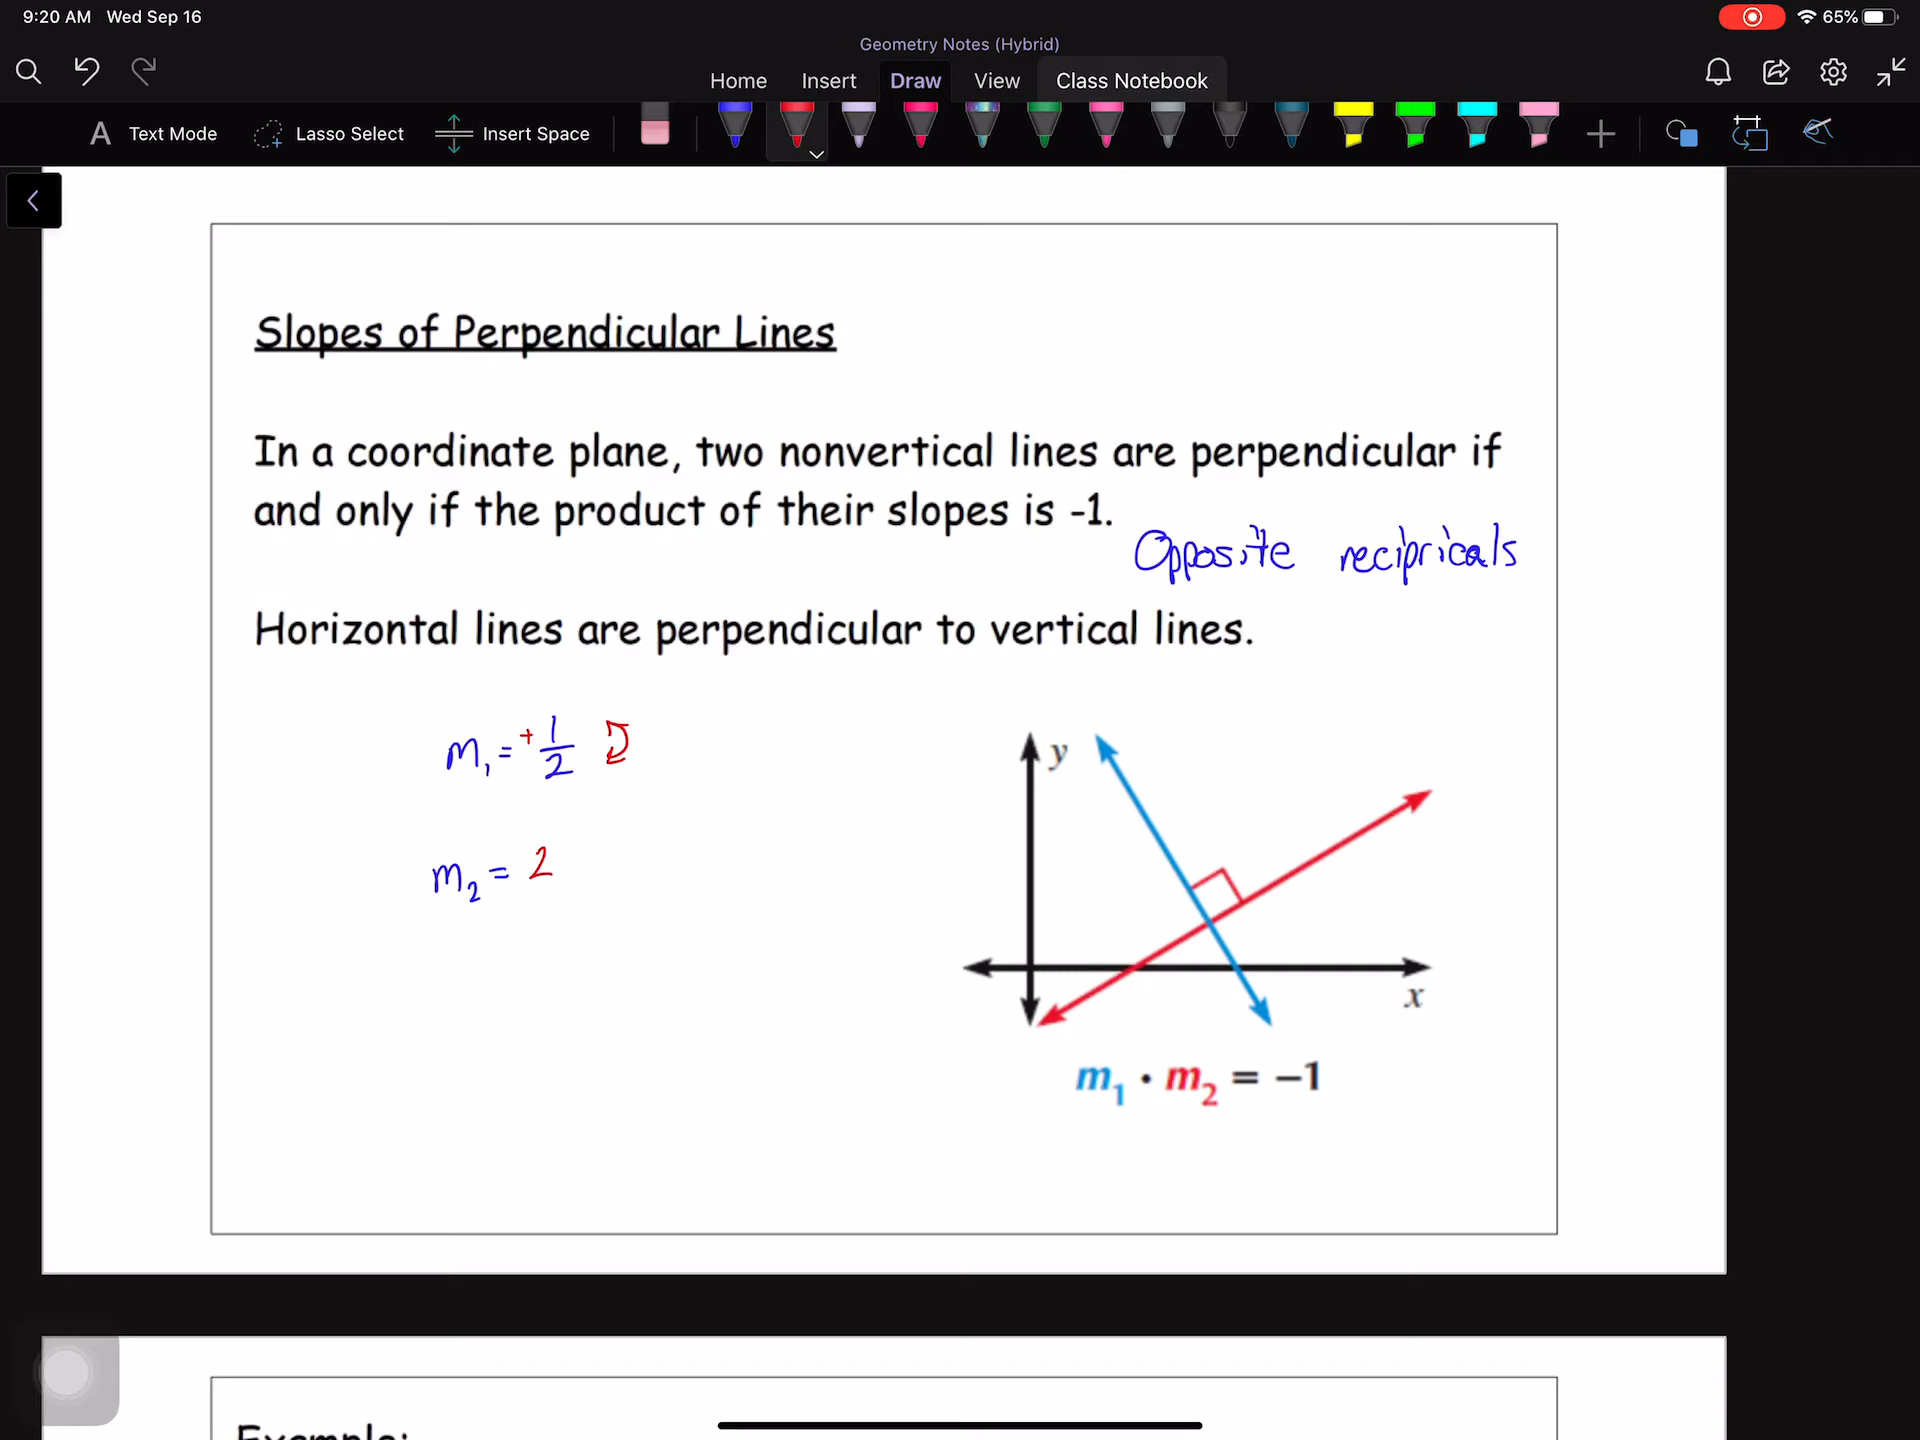 9:20 AM Wed Sep 16
65%
Geometry Notes (Hybrid)
Home Insert Draw View Class Notebook
A Text Mode Lasso Select Insert Space
Slopes of Perpendicular Lines
In a coordinate plane, two nonvertical lines are perpendicular if
and only if the product of their slopes is -1.
Opposite recipricals
Horizontal lines are perpendicular to vertical lines.
m₁ = +1/2
m₂ = 2
y
x
m₁ • m₂ = −1
Example: